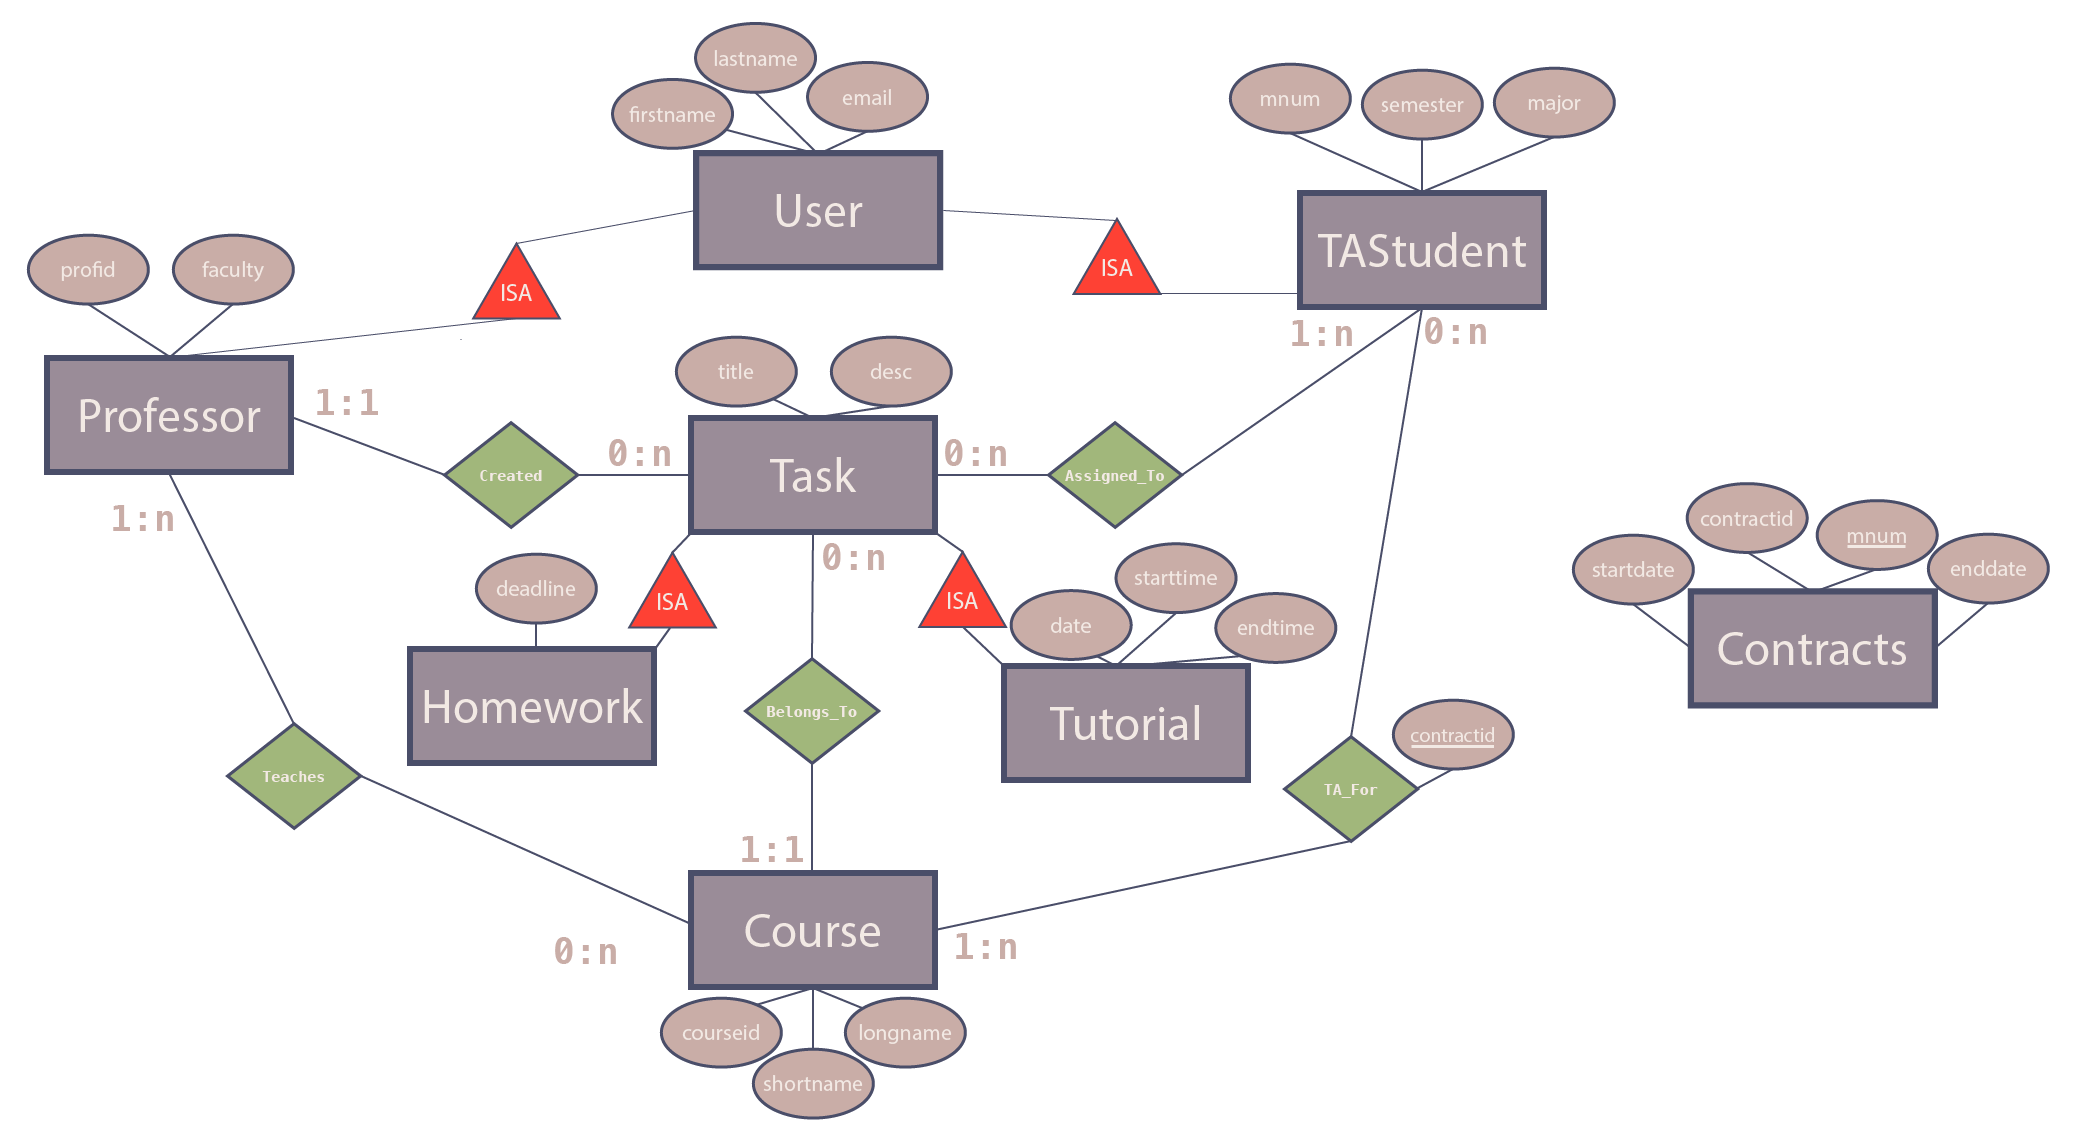 lastname
firstname
email
User
mnum
semester
major
TAStudent
ISA
ISA
profid
faculty
Professor
1:1
1:n
1:n
0:n
title
desc
Task
Created
0:n
0:n
Assigned_To
0:n
deadline
ISA
Homework
ISA
date
starttime
endtime
Tutorial
startdate
contractid
mnum
enddate
Contracts
Belongs_To
Teaches
TA_For
contractid
1:1
0:n
Course
1:n
courseid
shortname
longname